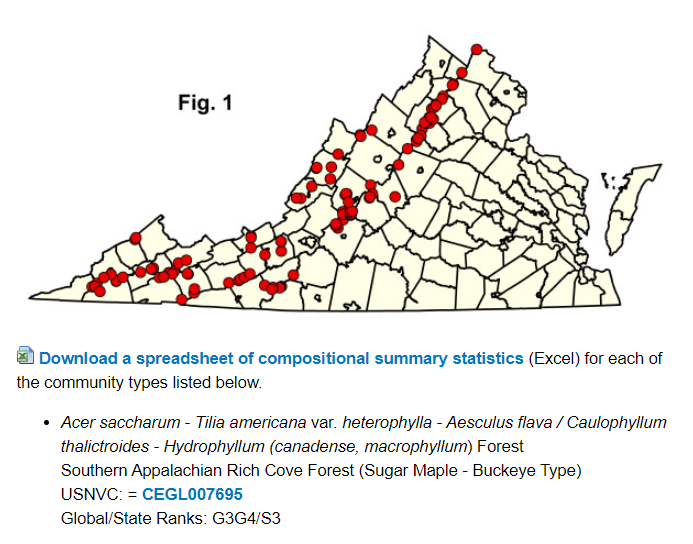 Fig. 1
Download a spreadsheet of compositional summary statistics (Excel) for each of
the community types listed below.
• Acer saccharum - Tilia americana var. heterophylla - Aesculus flava / Caulophyllum
thalictroides - Hydrophyllum (canadense, macrophyllum) Forest
Southern Appalachian Rich Cove Forest (Sugar Maple - Buckeye Type)
USNVC: = CEGL007695
Global/State Ranks: G3G4/S3